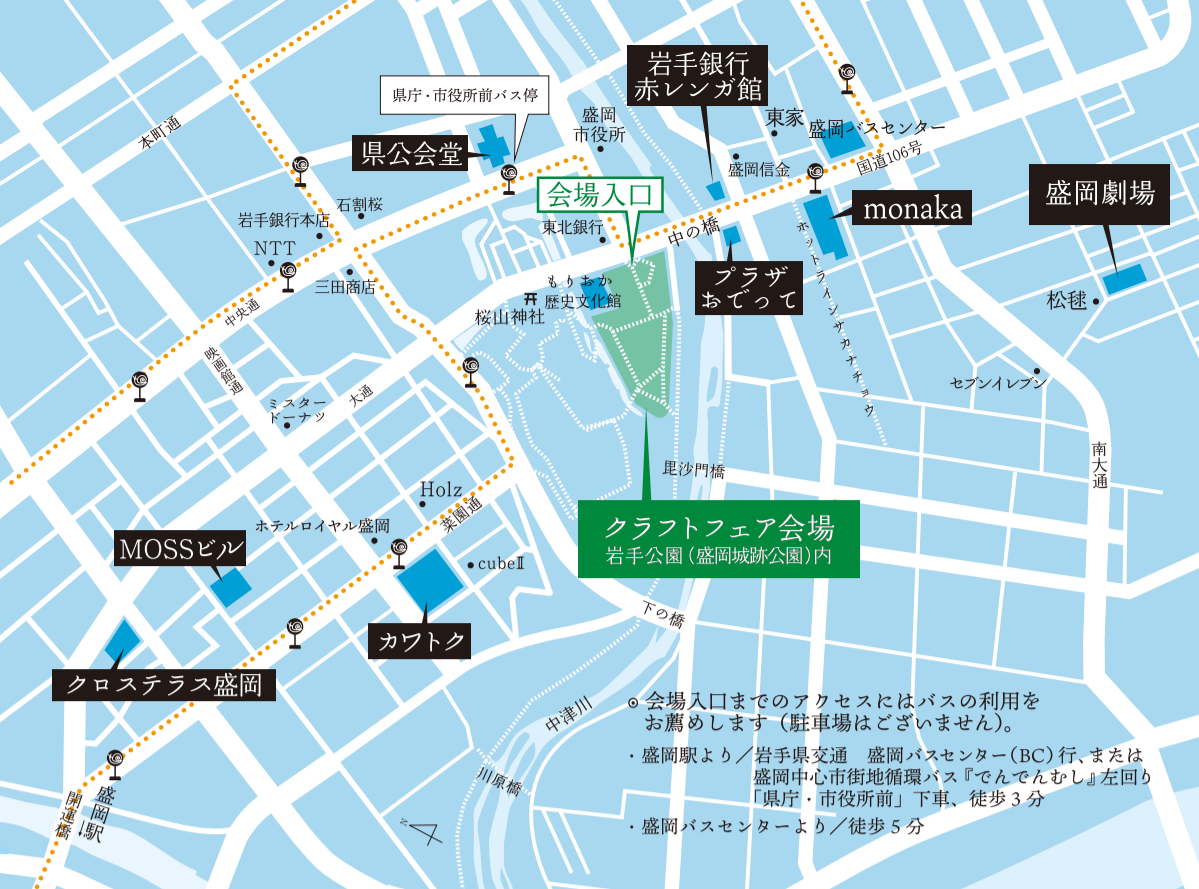 岩手銀行
赤レンガ館
県庁・市役所前バス停
盛岡
市役所
東家
盛岡バスセンター
本町通
県公会堂
盛岡信金
国道106号
会場入口
monaka
盛岡劇場
石割桜
岩手銀行本店
NTT
東北銀行
中の橋
ホットラインサカナチョウ
プラザ
おでって
三田商店
もりおか
歴史文化館
桜山神社
松毬
中央通
映画館通
大通
ミスター
ドーナツ
セブンイレブン
南大通
毘沙門橋
Holz
菜園通
ホテルロイヤル盛岡
MOSSビル
cubeⅡ
クラフトフェア会場
岩手公園(盛岡城跡公園)内
下の橋
カワトク
クロステラス盛岡
中津川
川原橋
盛岡駅
↓
開運橋
N
◎ 会場入口までのアクセスにはバスの利用を
お薦めします(駐車場はございません)。
・盛岡駅より/岩手県交通 盛岡バスセンター(BC)行、または
盛岡中心市街地循環バス『でんでんむし』左回り
「県庁・市役所前」下車、徒歩3分
・盛岡バスセンターより/徒歩5分